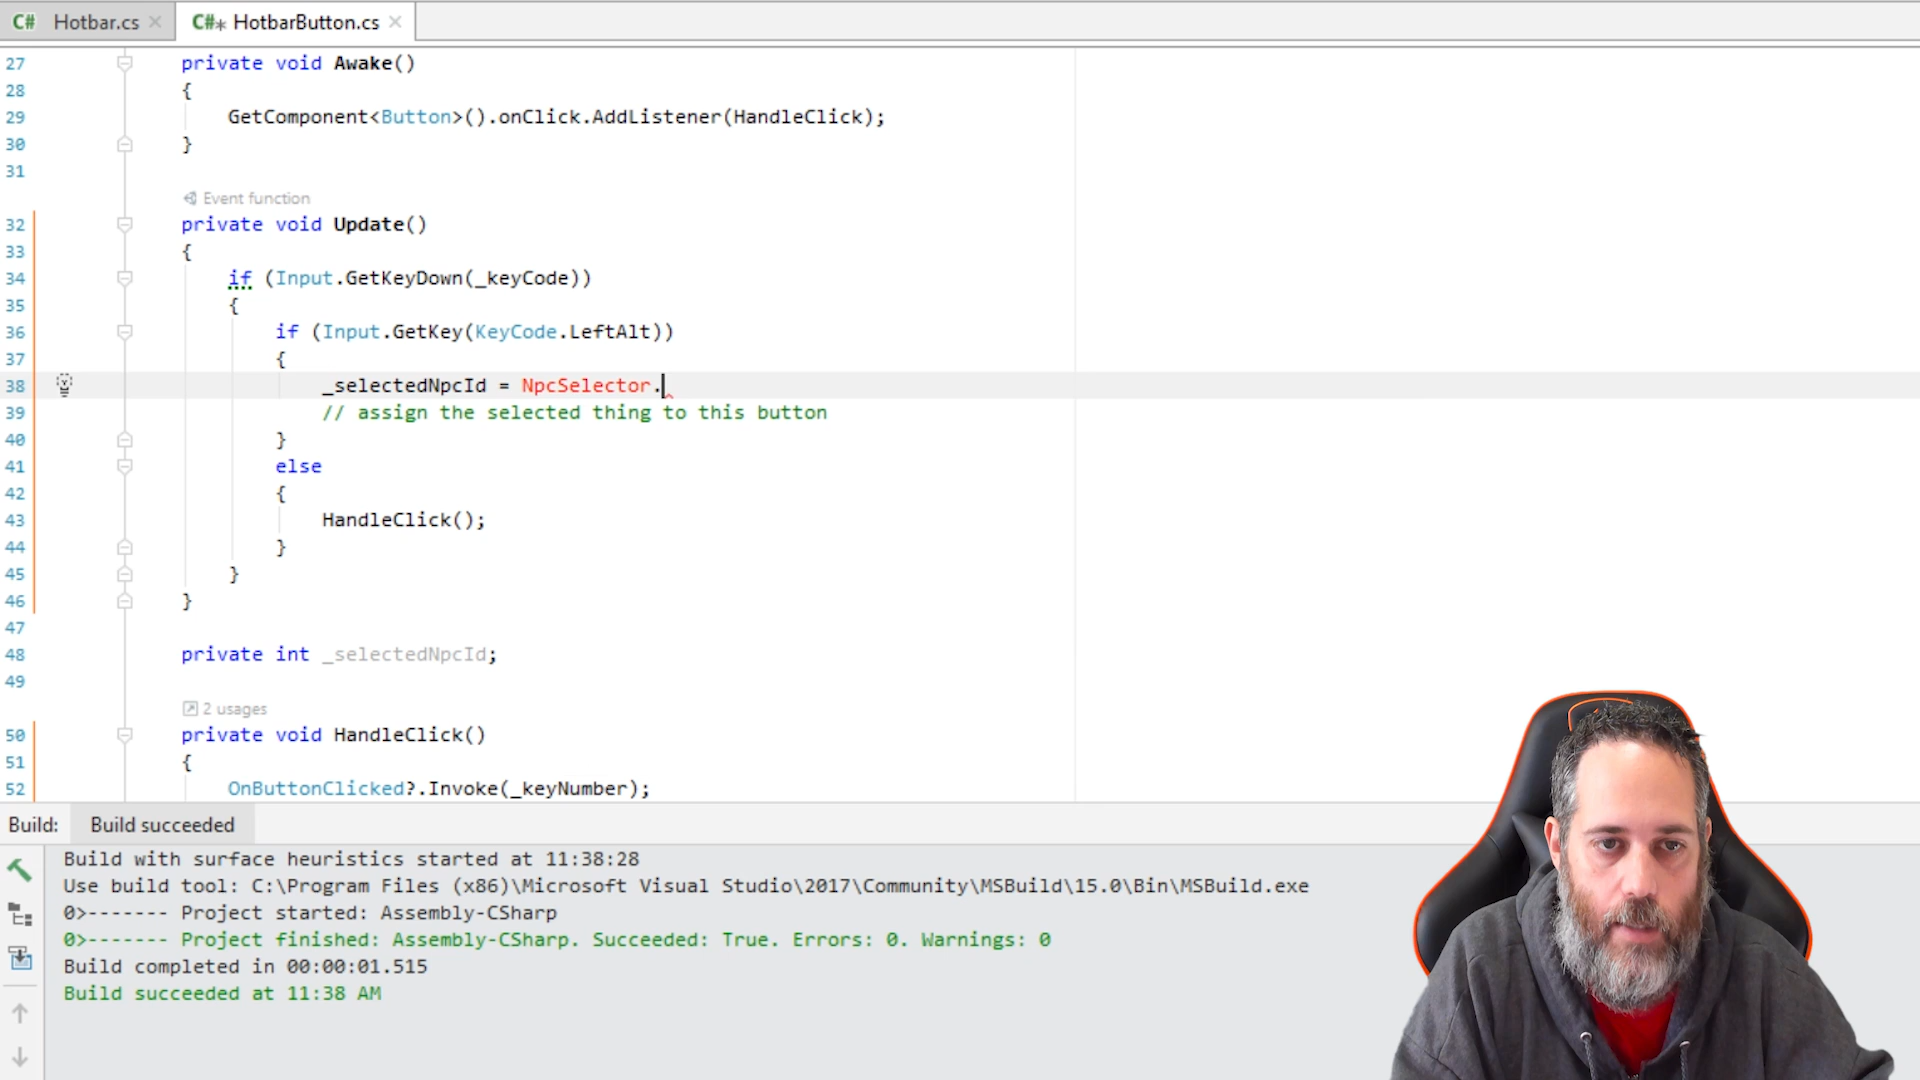 C# Hotbar.cs × C#* HotbarButton.cs ×
27 private void Awake()
28 {
29 GetComponent<Button>().onClick.AddListener(HandleClick);
30 }
31
Event function
32 private void Update()
33 {
34 if (Input.GetKeyDown(_keyCode))
35 {
36 if (Input.GetKey(KeyCode.LeftAlt))
37 {
38 _selectedNpcId = NpcSelector.
39 // assign the selected thing to this button
40 }
41 else
42 {
43 HandleClick();
44 }
45 }
46 }
47
48 private int _selectedNpcId;
49
2 usages
50 private void HandleClick()
51 {
52 OnButtonClicked?.Invoke(_keyNumber);
Build: Build succeeded
Build with surface heuristics started at 11:38:28
Use build tool: C:\Program Files (x86)\Microsoft Visual Studio\2017\Community\MSBuild\15.0\Bin\MSBuild.exe
0>------- Project started: Assembly-CSharp
0>------- Project finished: Assembly-CSharp. Succeeded: True. Errors: 0. Warnings: 0
Build completed in 00:00:01.515
Build succeeded at 11:38 AM